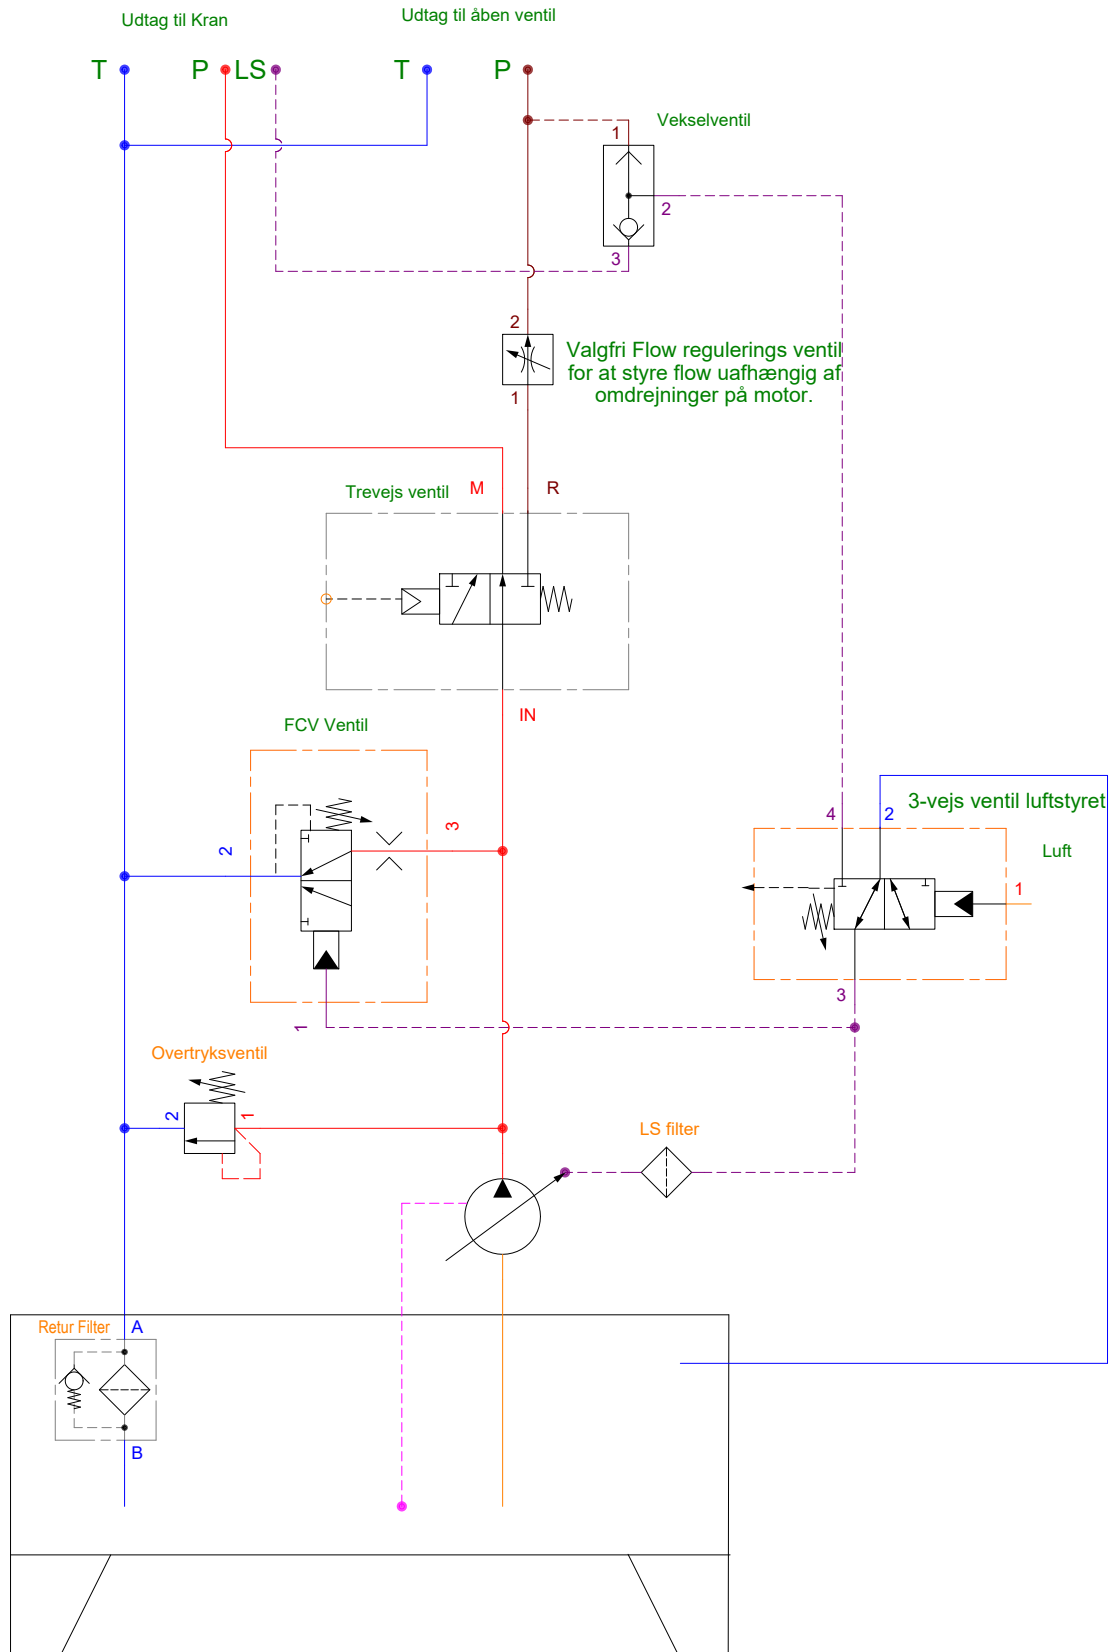 Udtag til Kran
Udtag til åben ventil
T P LS T P
1
Vekselventil
2
3
2
Valgfri Flow regulerings ventil
for at styre flow uafhængig af
omdrejninger på motor.
1
Trevejs ventil
M
R
IN
FCV Ventil
2
3
1
4
2
3-vejs ventil luftstyret
Luft
1
3
Overtryksventil
2
1
LS filter
Retur Filter
A
B